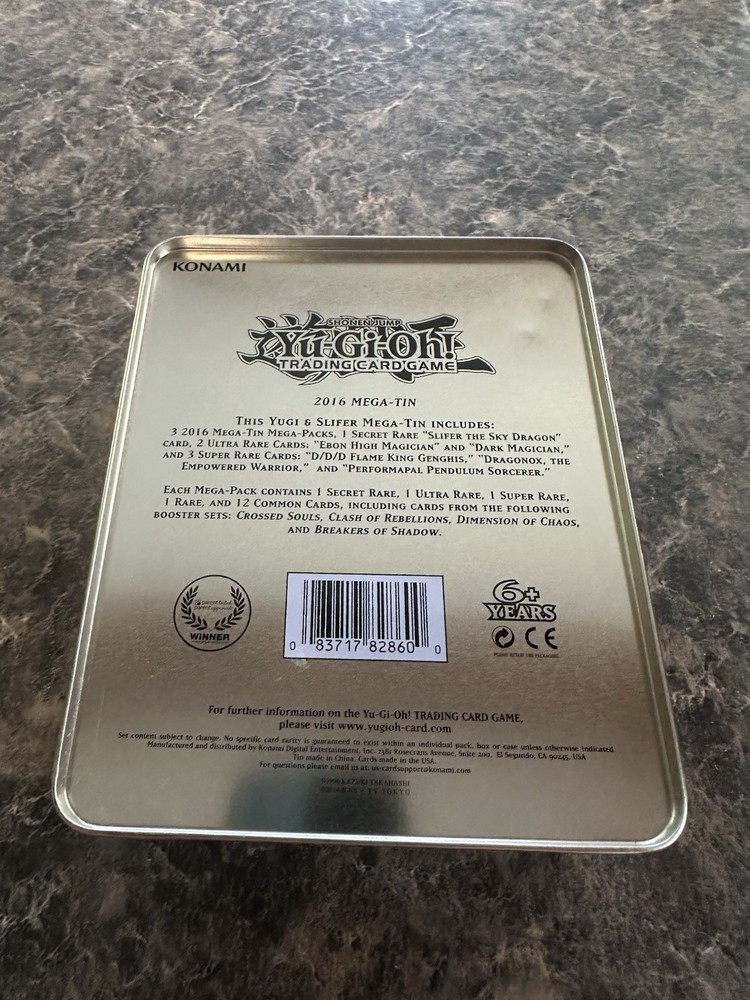 KONAMI
SHONEN JUMP
Yu-Gi-Oh!
TRADING CARD GAME
2016 MEGA-TIN
THIS YUGI & SLIFER MEGA-TIN INCLUDES:
3 2016 MEGA-TIN MEGA-PACKS, 1 SECRET RARE "SLIFER THE SKY DRAGON"
CARD, 2 ULTRA RARE CARDS: "EBON HIGH MAGICIAN" AND "DARK MAGICIAN,"
AND 3 SUPER RARE CARDS: "D/D/D FLAME KING GENGHIS," "DRAGONOX, THE
EMPOWERED WARRIOR," AND "PERFORMAPAL PENDULUM SORCERER."
EACH MEGA-PACK CONTAINS 1 SECRET RARE, 1 ULTRA RARE, 1 SUPER RARE,
1 RARE, AND 12 COMMON CARDS, INCLUDING CARDS FROM THE FOLLOWING
BOOSTER SETS: CROSSED SOULS, CLASH OF REBELLIONS, DIMENSION OF CHAOS,
AND BREAKERS OF SHADOW.
parent tested
parent approved
WINNER
0 83717 82860 0
6+
YEARS
CE
For further information on the Yu-Gi-Oh! TRADING CARD GAME,
please visit www.yugioh-card.com
Set content subject to change. No specific card rarity is guaranteed to exist within an individual pack, box or case unless otherwise indicated.
Manufactured and distributed by Konami Digital Entertainment, Inc. 2381 Rosecrans Avenue, Suite 200, El Segundo, CA 90245, USA
Tin made in China. Cards made in the USA.
For questions please email us at: us-cardsupport@konami.com
KAZUKI TAKAHASHI
TV TOKYO